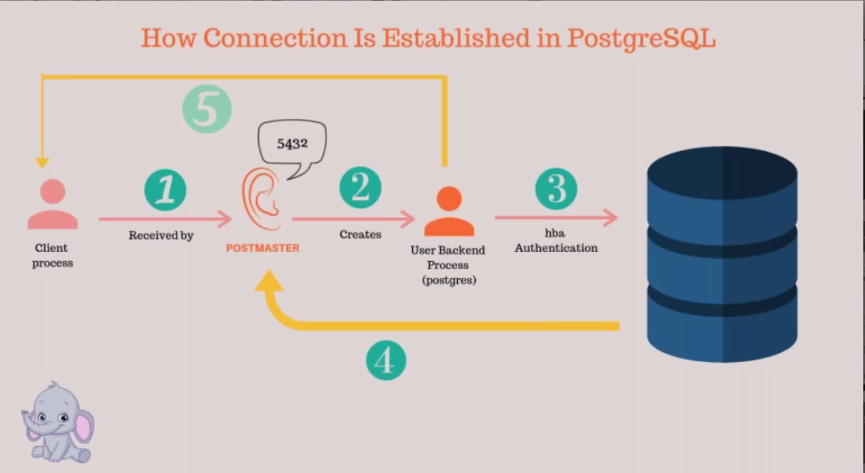 How Connection Is Established in PostgreSQL
5
5432
1
2
3
Received by
Creates
hba
Authentication
Client
process
POSTMASTER
User Backend
Process
(postgres)
4